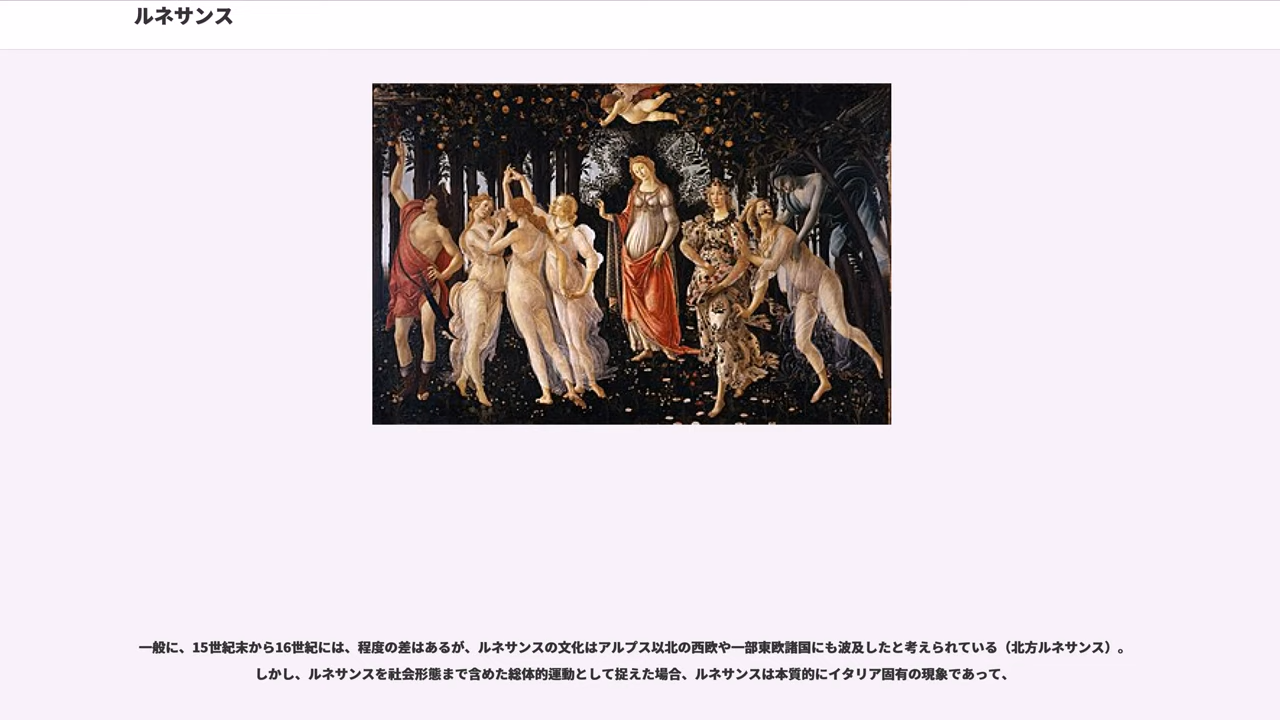 ルネサンス
一般に、15世紀末から16世紀には、程度の差はあるが、ルネサンスの文化はアルプス以北の西欧や一部東欧諸国にも波及したと考えられている（北方ルネサンス）。
しかし、ルネサンスを社会形態まで含めた総体的運動として捉えた場合、ルネサンスは本質的にイタリア固有の現象であって、